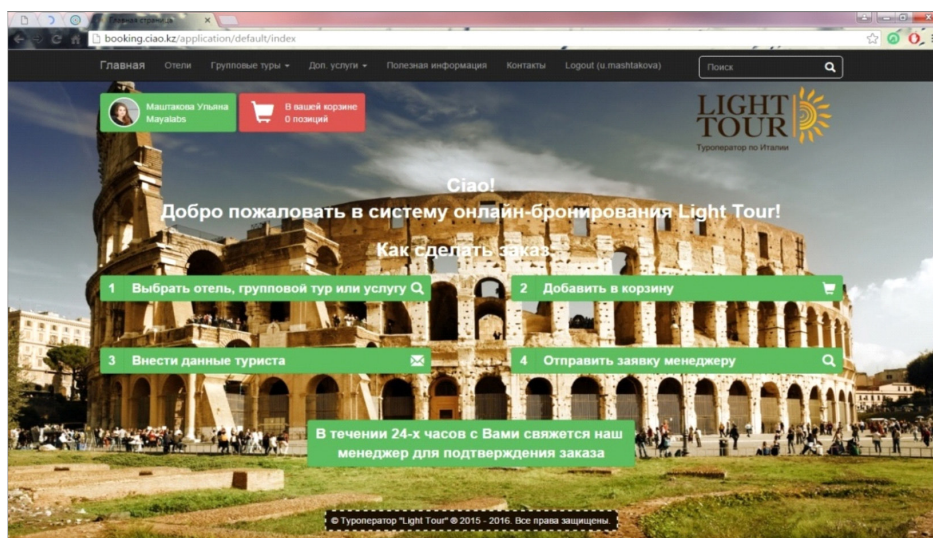 Главная страница
booking.ciao.kz/application/default/index
Главная Отели Групповые туры Доп. услуги Полезная информация Контакты Logout (u.mashtakova) Поиск
Маштакова Ульяна
Mayalabs
В вашей корзине
0 позиций
LIGHT
TOUR
Туроператор по Италии
Ciao!
Добро пожаловать в систему онлайн-бронирования Light Tour!
Как сделать заказ:
1 Выбрать отель, групповой тур или услугу
2 Добавить в корзину
3 Внести данные туриста
4 Отправить заявку менеджеру
В течении 24-х часов с Вами свяжется наш
менеджер для подтверждения заказа
© Туроператор "Light Tour" ® 2015 - 2016. Все права защищены.